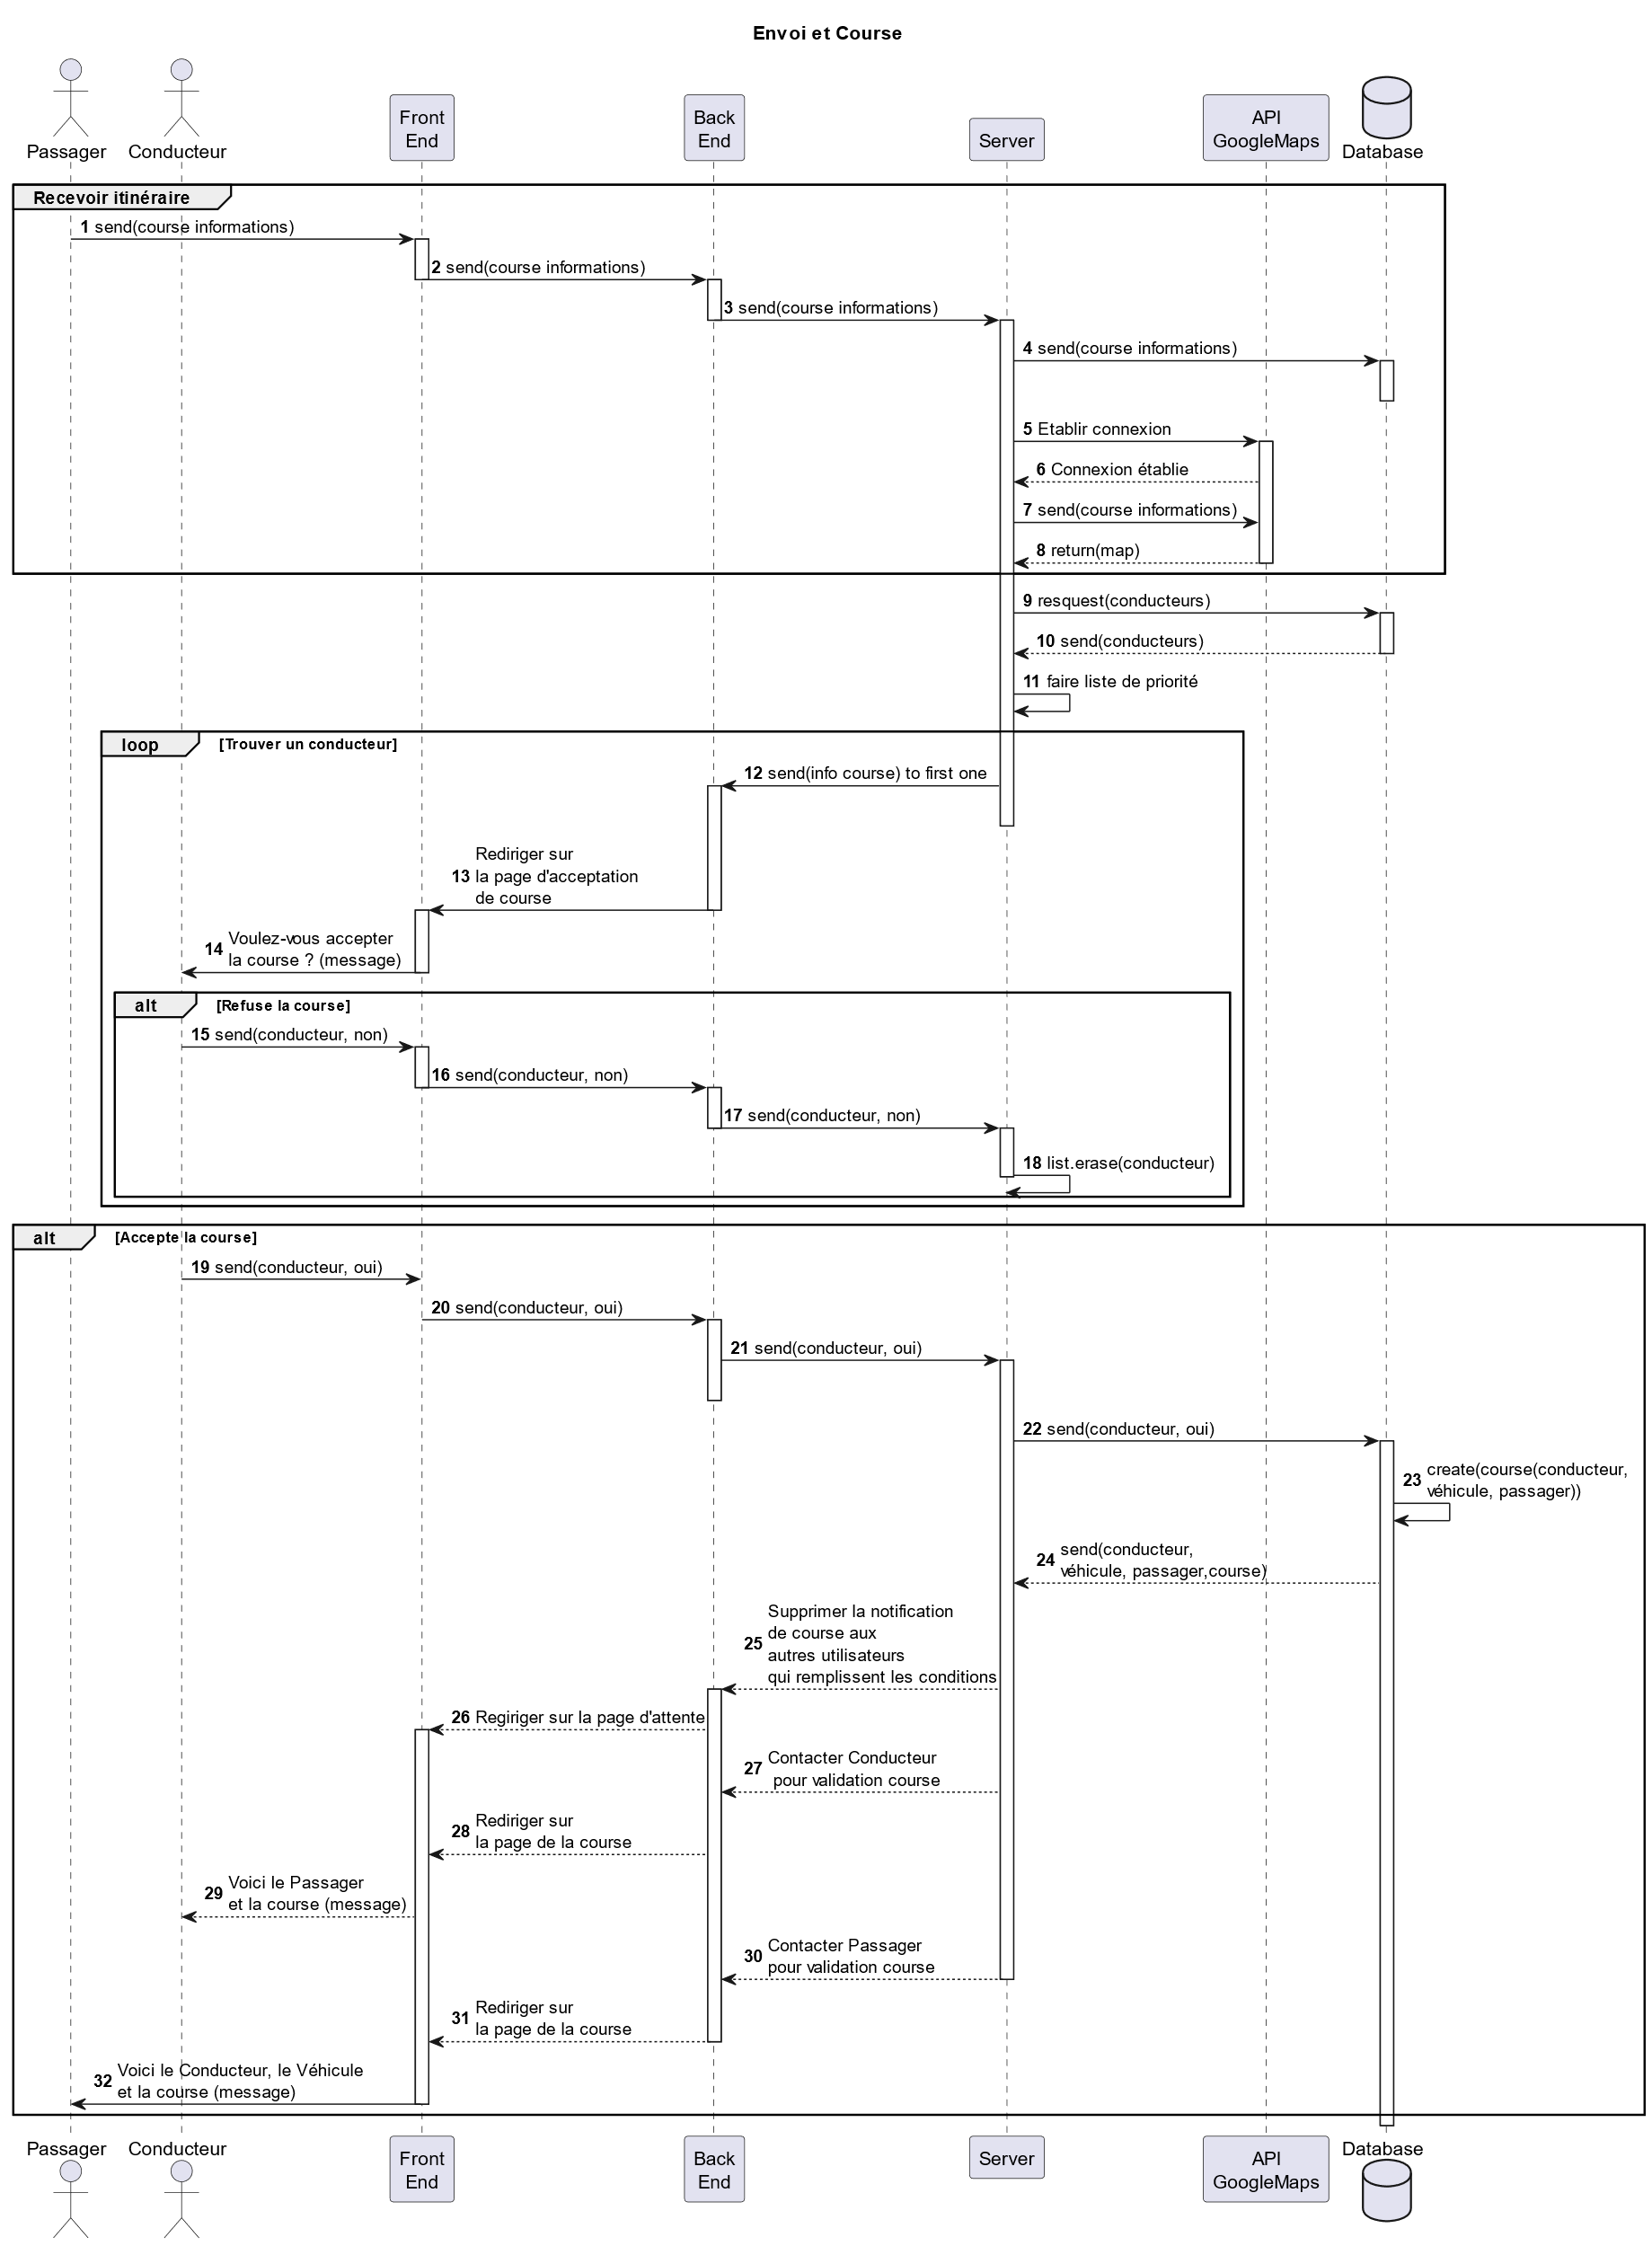 Envoi et Course
Passager
Conducteur
Front
End
Back
End
Server
API
GoogleMaps
Database
Recevoir itinéraire
1 send(course informations)
2 send(course informations)
3 send(course informations)
4 send(course informations)
5 Etablir connexion
6 Connexion établie
7 send(course informations)
8 return(map)
9 resquest(conducteurs)
10 send(conducteurs)
11 faire liste de priorité
loop [Trouver un conducteur]
12 send(info course) to first one
Rediriger sur
13 la page d'acceptation
de course
14 Voulez-vous accepter
la course ? (message)
alt [Refuse la course]
15 send(conducteur, non)
16 send(conducteur, non)
17 send(conducteur, non)
18 list.erase(conducteur)
alt [Accepte la course]
19 send(conducteur, oui)
20 send(conducteur, oui)
21 send(conducteur, oui)
22 send(conducteur, oui)
23 create(course(conducteur,
véhicule, passager))
24 send(conducteur,
véhicule, passager,course)
Supprimer la notification
de course aux
25 autres utilisateurs
qui remplissent les conditions
26 Regiriger sur la page d'attente
27 Contacter Conducteur
pour validation course
28 Rediriger sur
la page de la course
29 Voici le Passager
et la course (message)
30 Contacter Passager
pour validation course
31 Rediriger sur
la page de la course
32 Voici le Conducteur, le Véhicule
et la course (message)
Passager
Conducteur
Front
End
Back
End
Server
API
GoogleMaps
Database